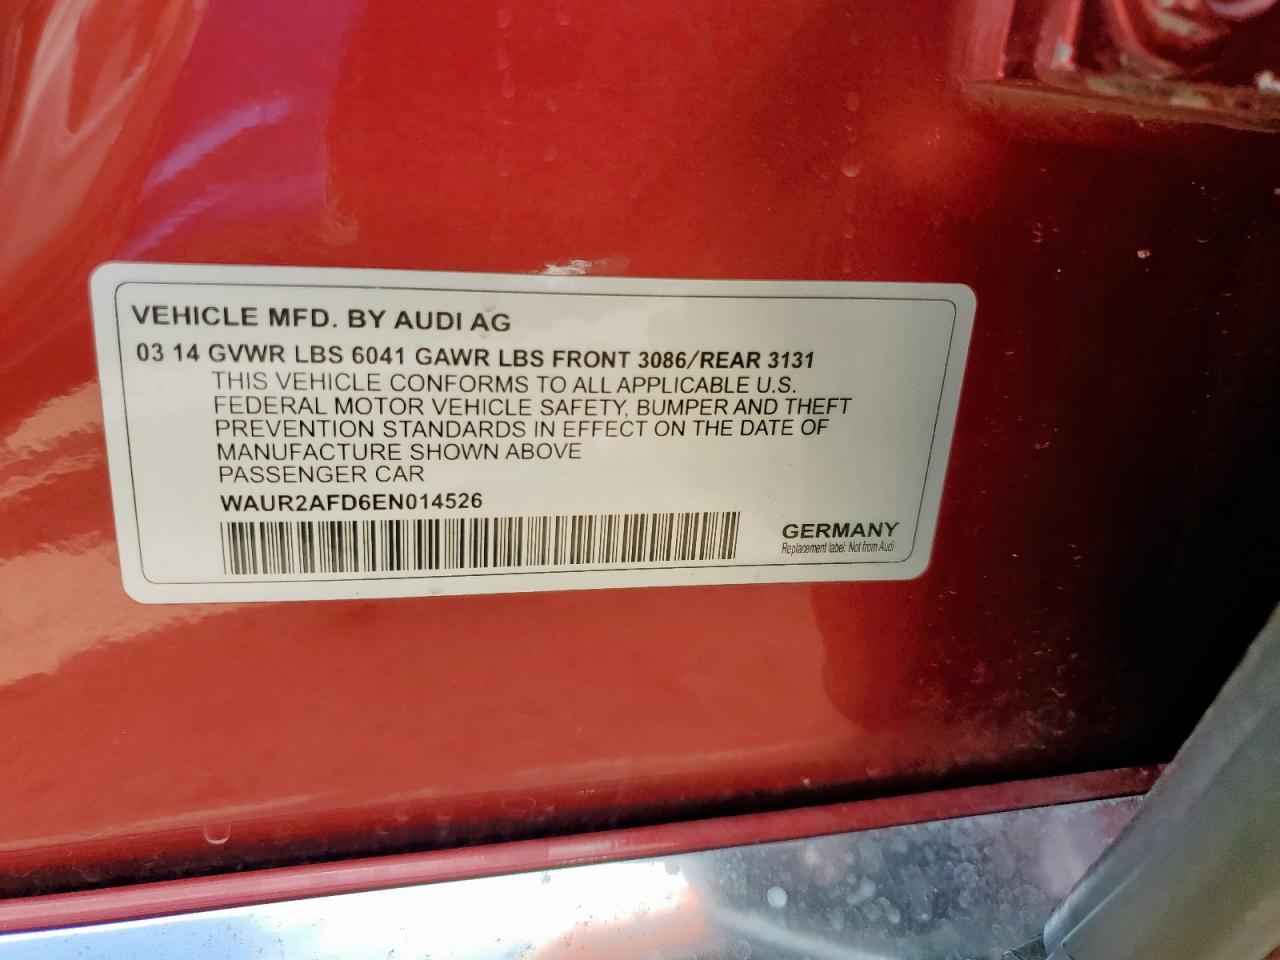 VEHICLE MFD. BY AUDI AG
03 14 GVWR LBS 6041 GAWR LBS FRONT 3086/REAR 3131
THIS VEHICLE CONFORMS TO ALL APPLICABLE U.S.
FEDERAL MOTOR VEHICLE SAFETY, BUMPER AND THEFT
PREVENTION STANDARDS IN EFFECT ON THE DATE OF
MANUFACTURE SHOWN ABOVE
PASSENGER CAR
WAUR2AFD6EN014526
GERMANY
Replacement label: Not from Audi